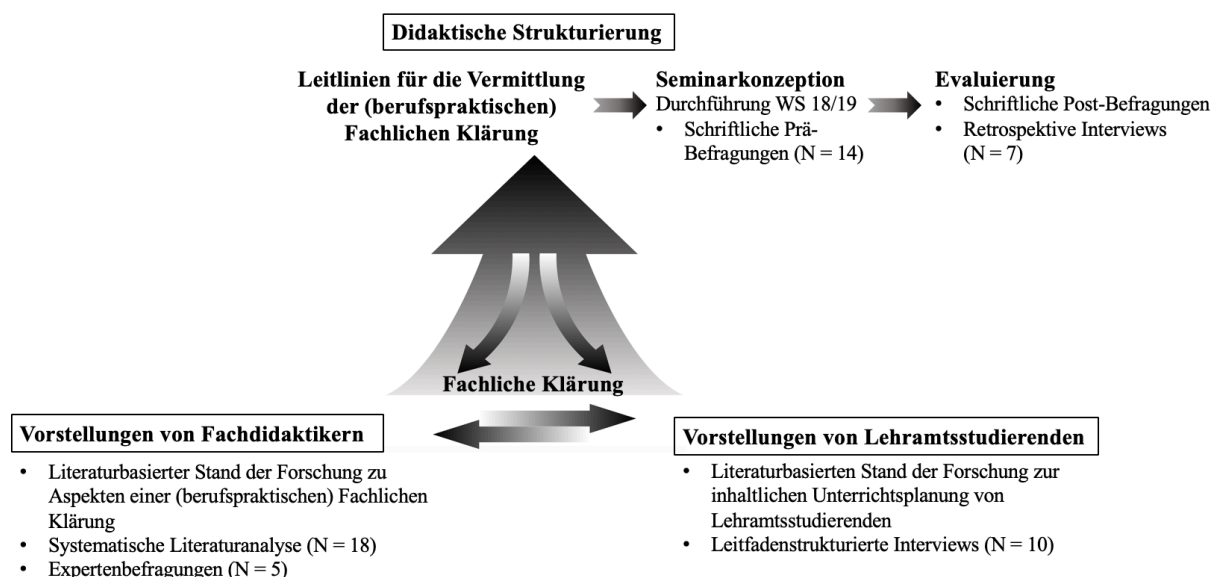 Didaktische Strukturierung
Leitlinien für die Vermittlung
der (berufspraktischen)
Fachlichen Klärung
Seminarkonzeption
Durchführung WS 18/19
• Schriftliche Prä-
Befragungen (N = 14)
Evaluierung
• Schriftliche Post-Befragungen
• Retrospektive Interviews
(N = 7)
Fachliche Klärung
Vorstellungen von Fachdidaktikern
• Literaturbasierter Stand der Forschung zu
Aspekten einer (berufspraktischen) Fachlichen
Klärung
• Systematische Literaturanalyse (N = 18)
• Expertenbefragungen (N = 5)
Vorstellungen von Lehramtsstudierenden
• Literaturbasierten Stand der Forschung zur
inhaltlichen Unterrichtsplanung von
Lehramtsstudierenden
• Leitfadenstrukturierte Interviews (N = 10)